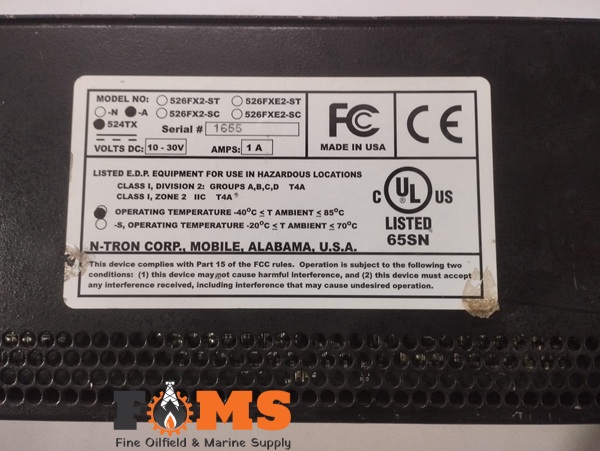 MODEL NO: ○526FX2-ST ○526FXE2-ST
○-N ●-A ○526FX2-SC ○526FXE2-SC
●524TX Serial # 1655
VOLTS DC: 10 - 30V AMPS: 1 A
FC
MADE IN USA
CE
LISTED E.D.P. EQUIPMENT FOR USE IN HAZARDOUS LOCATIONS
CLASS I, DIVISION 2: GROUPS A,B,C,D T4A
CLASS I, ZONE 2 IIC T4A
● OPERATING TEMPERATURE -40°C ≤ T AMBIENT ≤ 85°C
○ -S, OPERATING TEMPERATURE -20°C ≤ T AMBIENT ≤ 70°C
N-TRON CORP., MOBILE, ALABAMA, U.S.A.
C UL US
®
LISTED
65SN
This device complies with Part 15 of the FCC rules. Operation is subject to the following two
conditions: (1) this device may not cause harmful Interference, and (2) this device must accept
any interference received, including interference that may cause undesired operation.
FOMS
Fine Oilfield & Marine Supply